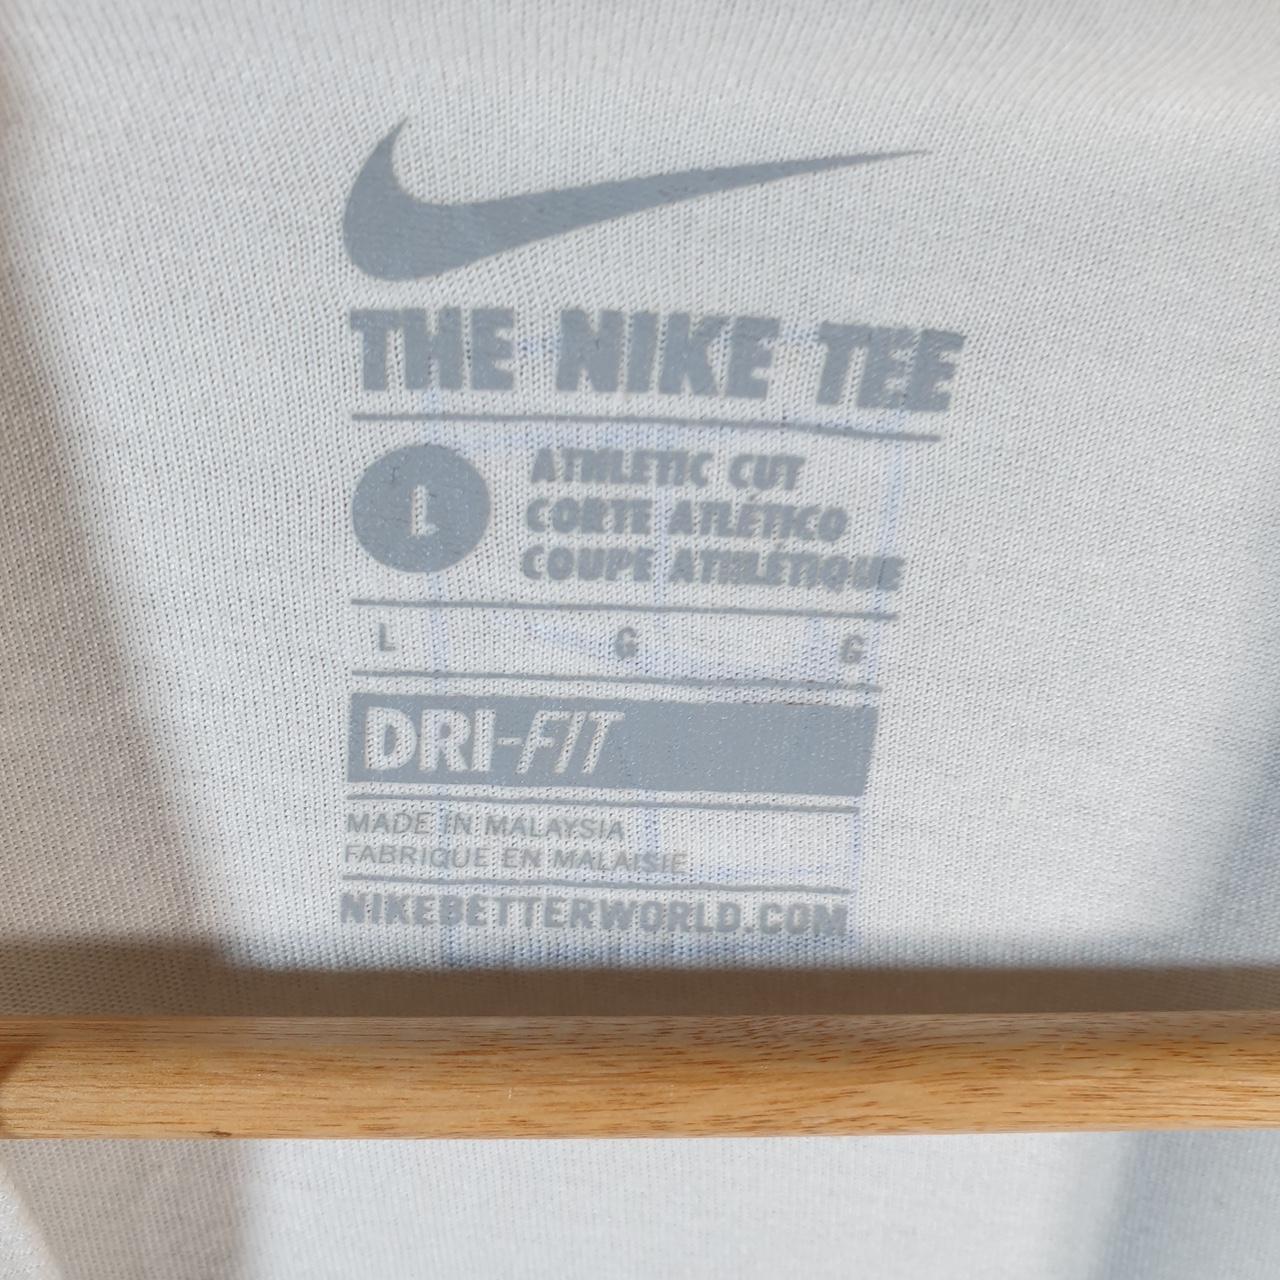 THE NIKE TEE
L
ATHLETIC CUT
CORTE ATLÉTICO
COUPE ATHLÉTIQUE
L G G
DRI-FIT
MADE IN MALAYSIA
FABRIQUE EN MALAISIE
NIKEBETTERWORLD.COM